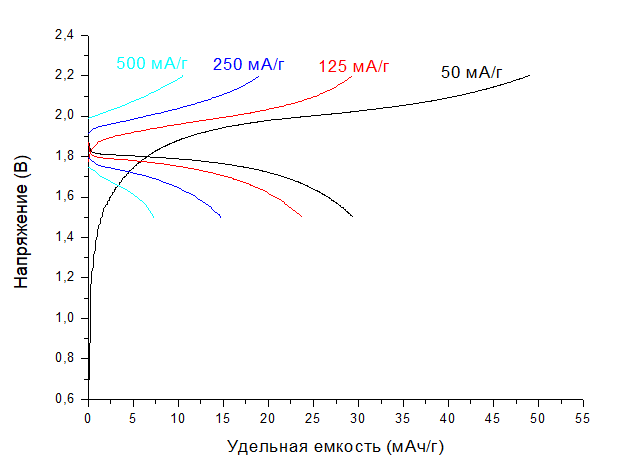 2,4
500 мА/г
250 мА/г
125 мА/г
50 мА/г
2,2
2,0
1,8
1,6
1,4
1,2
1,0
0,8
0,6
Напряжение (В)
0 5 10 15 20 25 30 35 40 45 50 55
Удельная емкость (мАч/г)